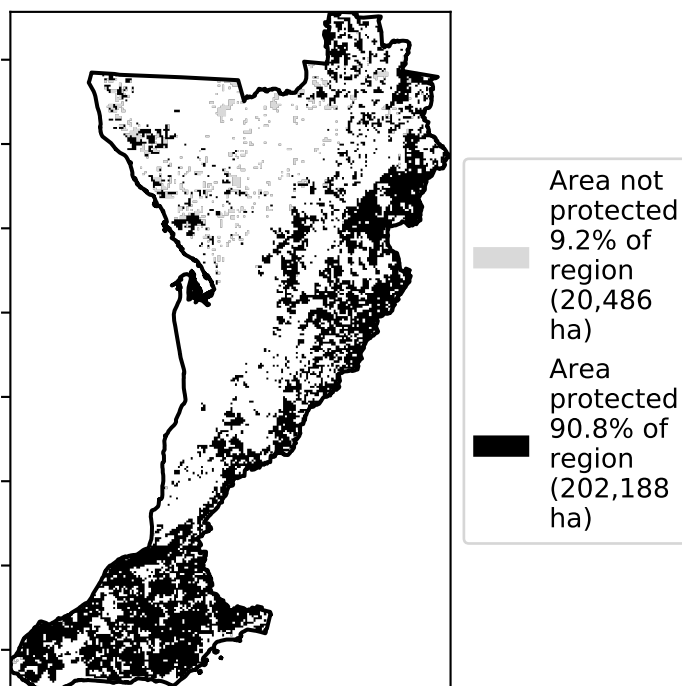 Area not
protected
9.2% of
region
(20,486
ha)
Area
protected
90.8% of
region
(202,188
ha)